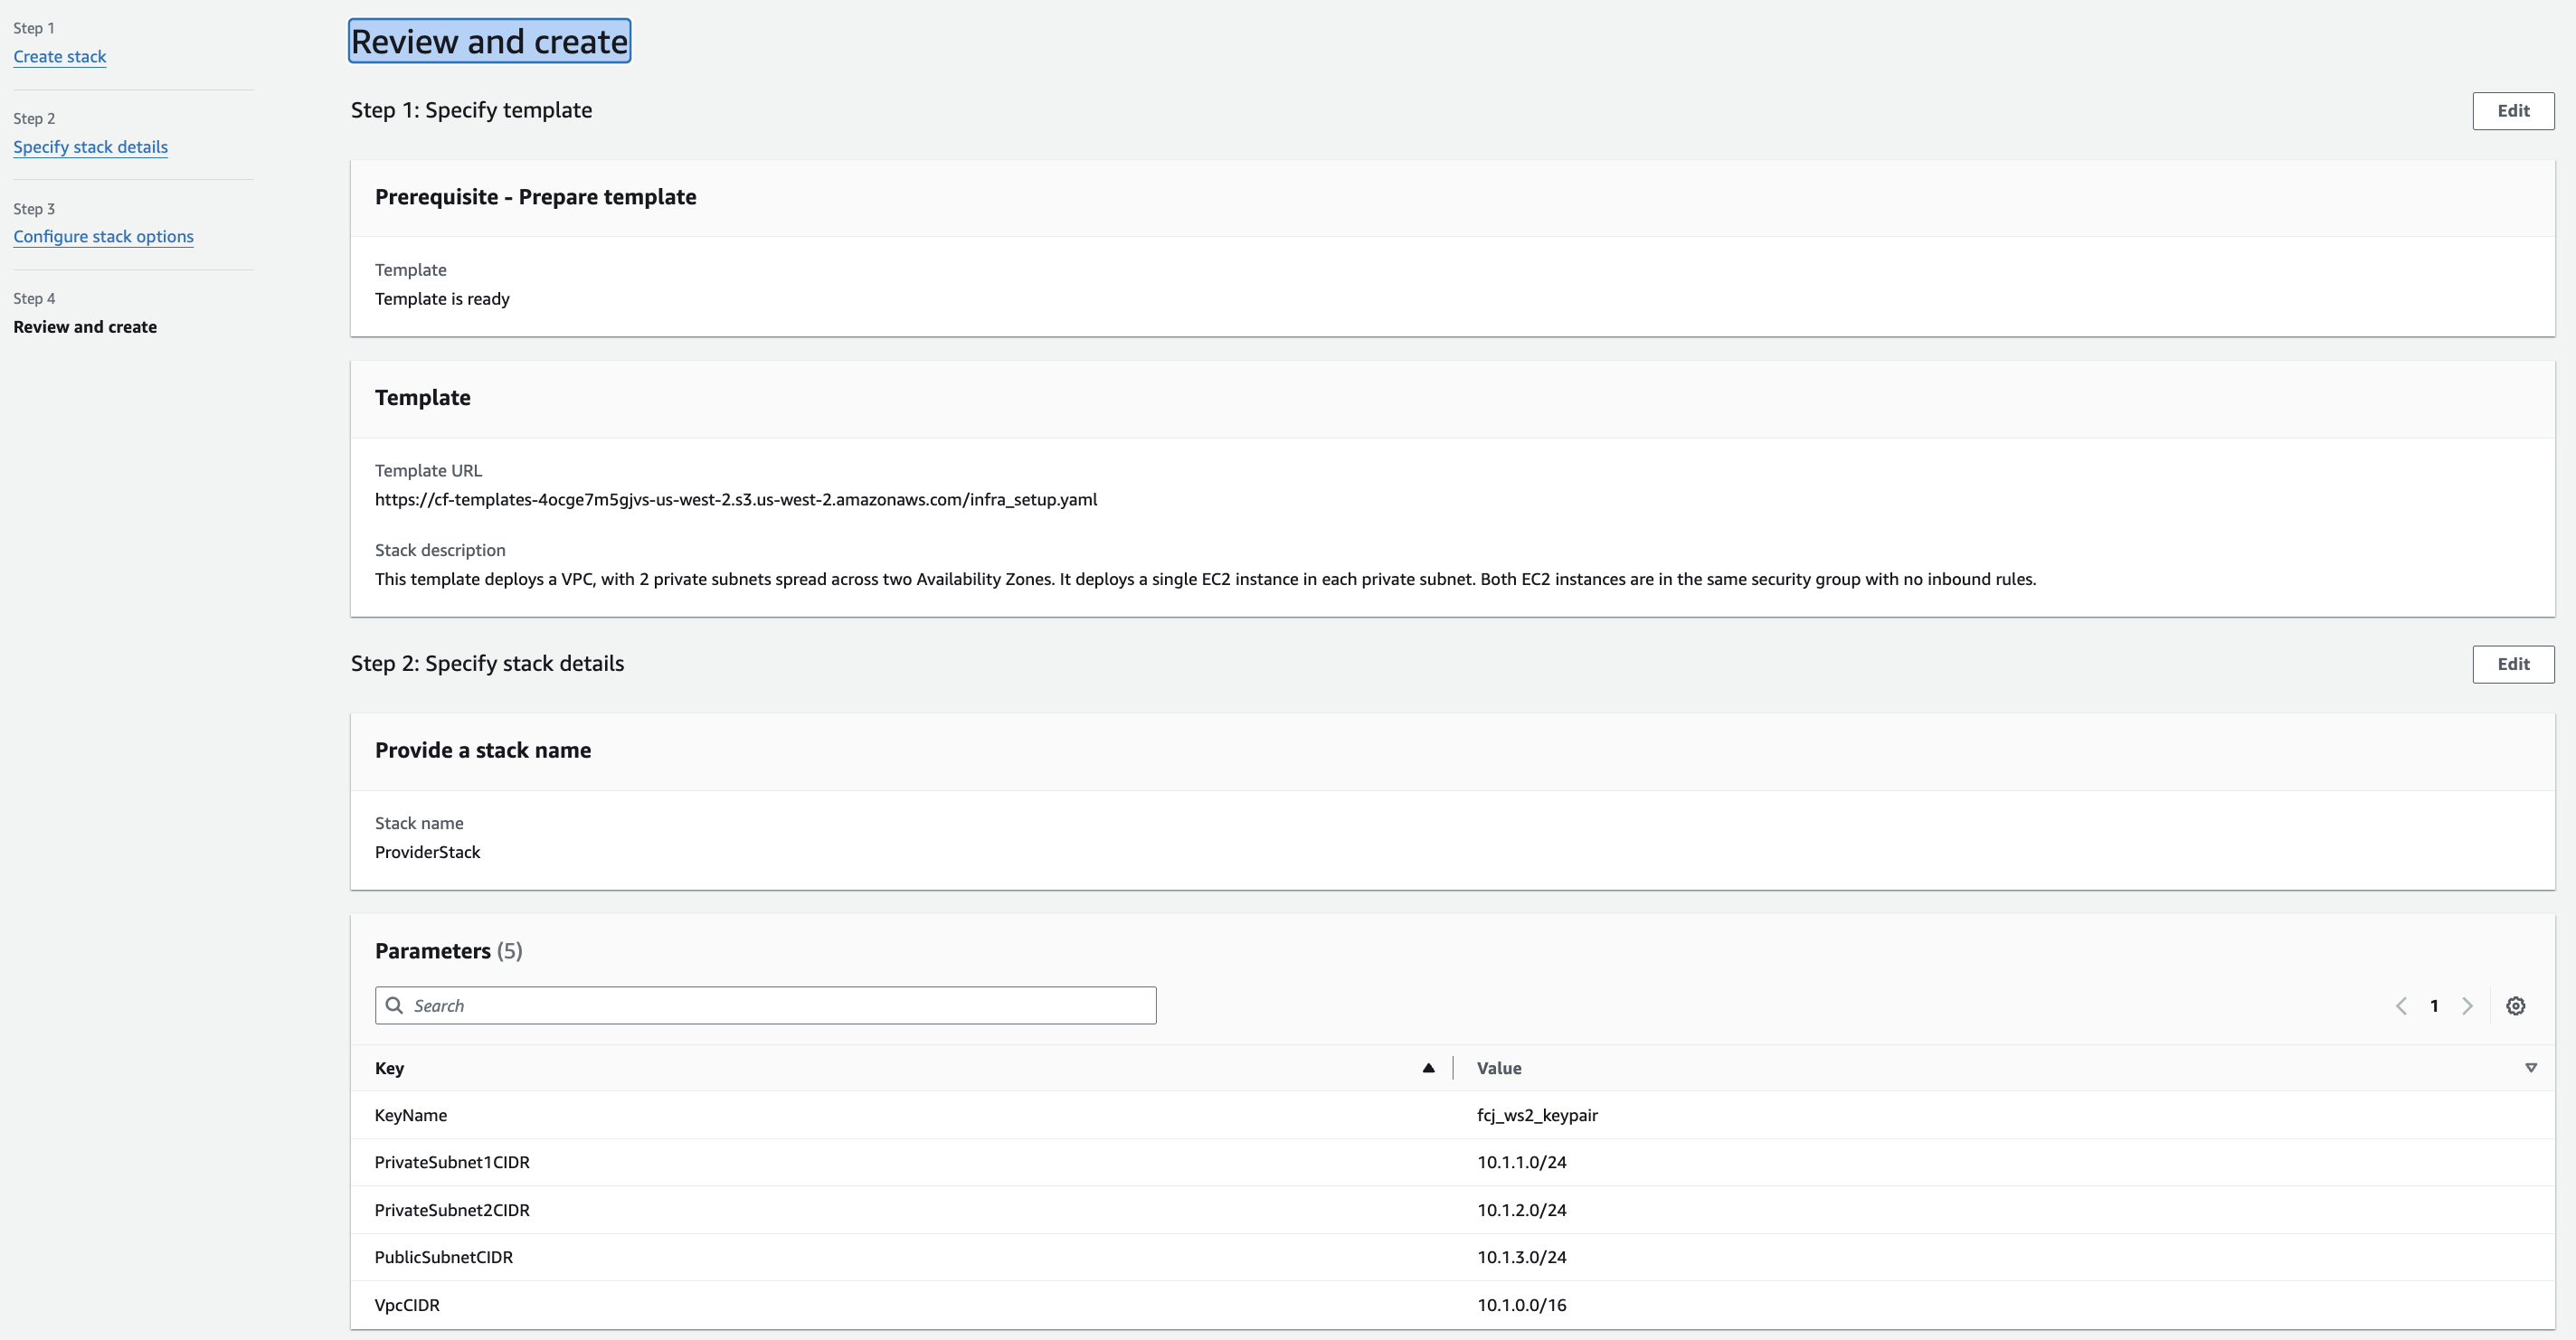 Step 1
Create stack
Step 2
Specify stack details
Step 3
Configure stack options
Step 4
Review and create
Review and create
Step 1: Specify template
Edit
Prerequisite - Prepare template
Template
Template is ready
Template
Template URL
https://cf-templates-4ocge7m5gjvs-us-west-2.s3.us-west-2.amazonaws.com/infra_setup.yaml
Stack description
This template deploys a VPC, with 2 private subnets spread across two Availability Zones. It deploys a single EC2 instance in each private subnet. Both EC2 instances are in the same security group with no inbound rules.
Step 2: Specify stack details
Edit
Provide a stack name
Stack name
ProviderStack
Parameters (5)
Search
1
Key Value
KeyName fcj_ws2_keypair
PrivateSubnet1CIDR 10.1.1.0/24
PrivateSubnet2CIDR 10.1.2.0/24
PublicSubnetCIDR 10.1.3.0/24
VpcCIDR 10.1.0.0/16